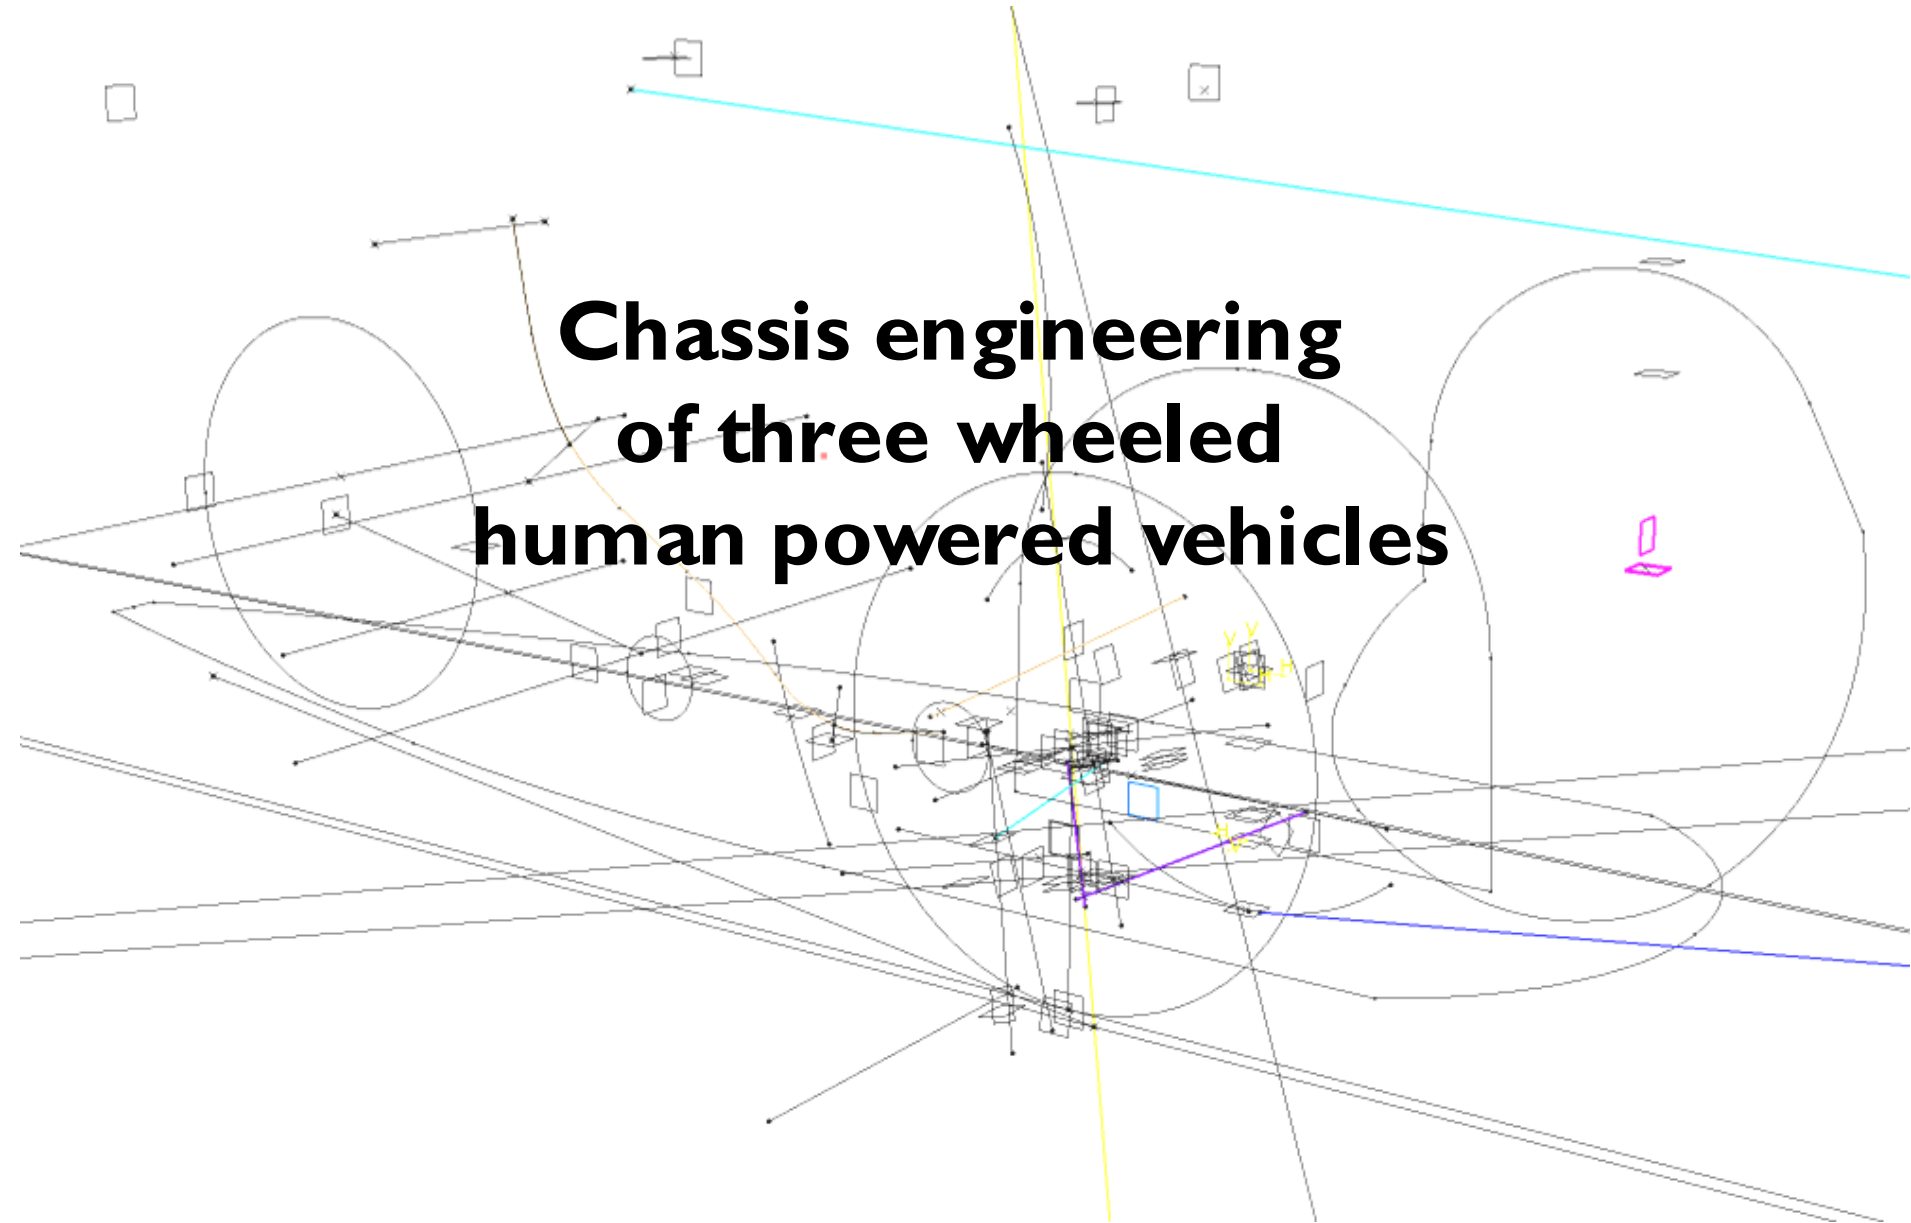 Chassis engineering
of three wheeled
human powered vehicles
V V
H H
H
V